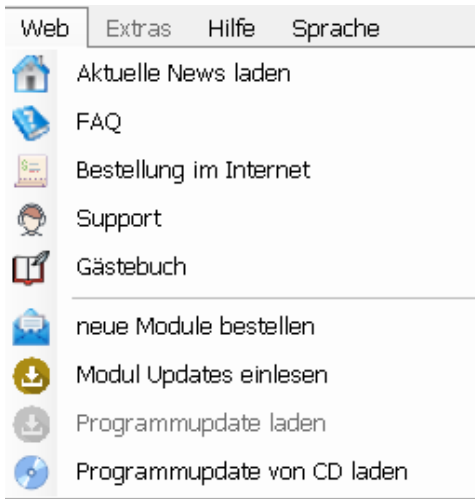 Web Extras Hilfe Sprache
Aktuelle News laden
FAQ
Bestellung im Internet
Support
Gästebuch
neue Module bestellen
Modul Updates einlesen
Programmupdate laden
Programmupdate von CD laden